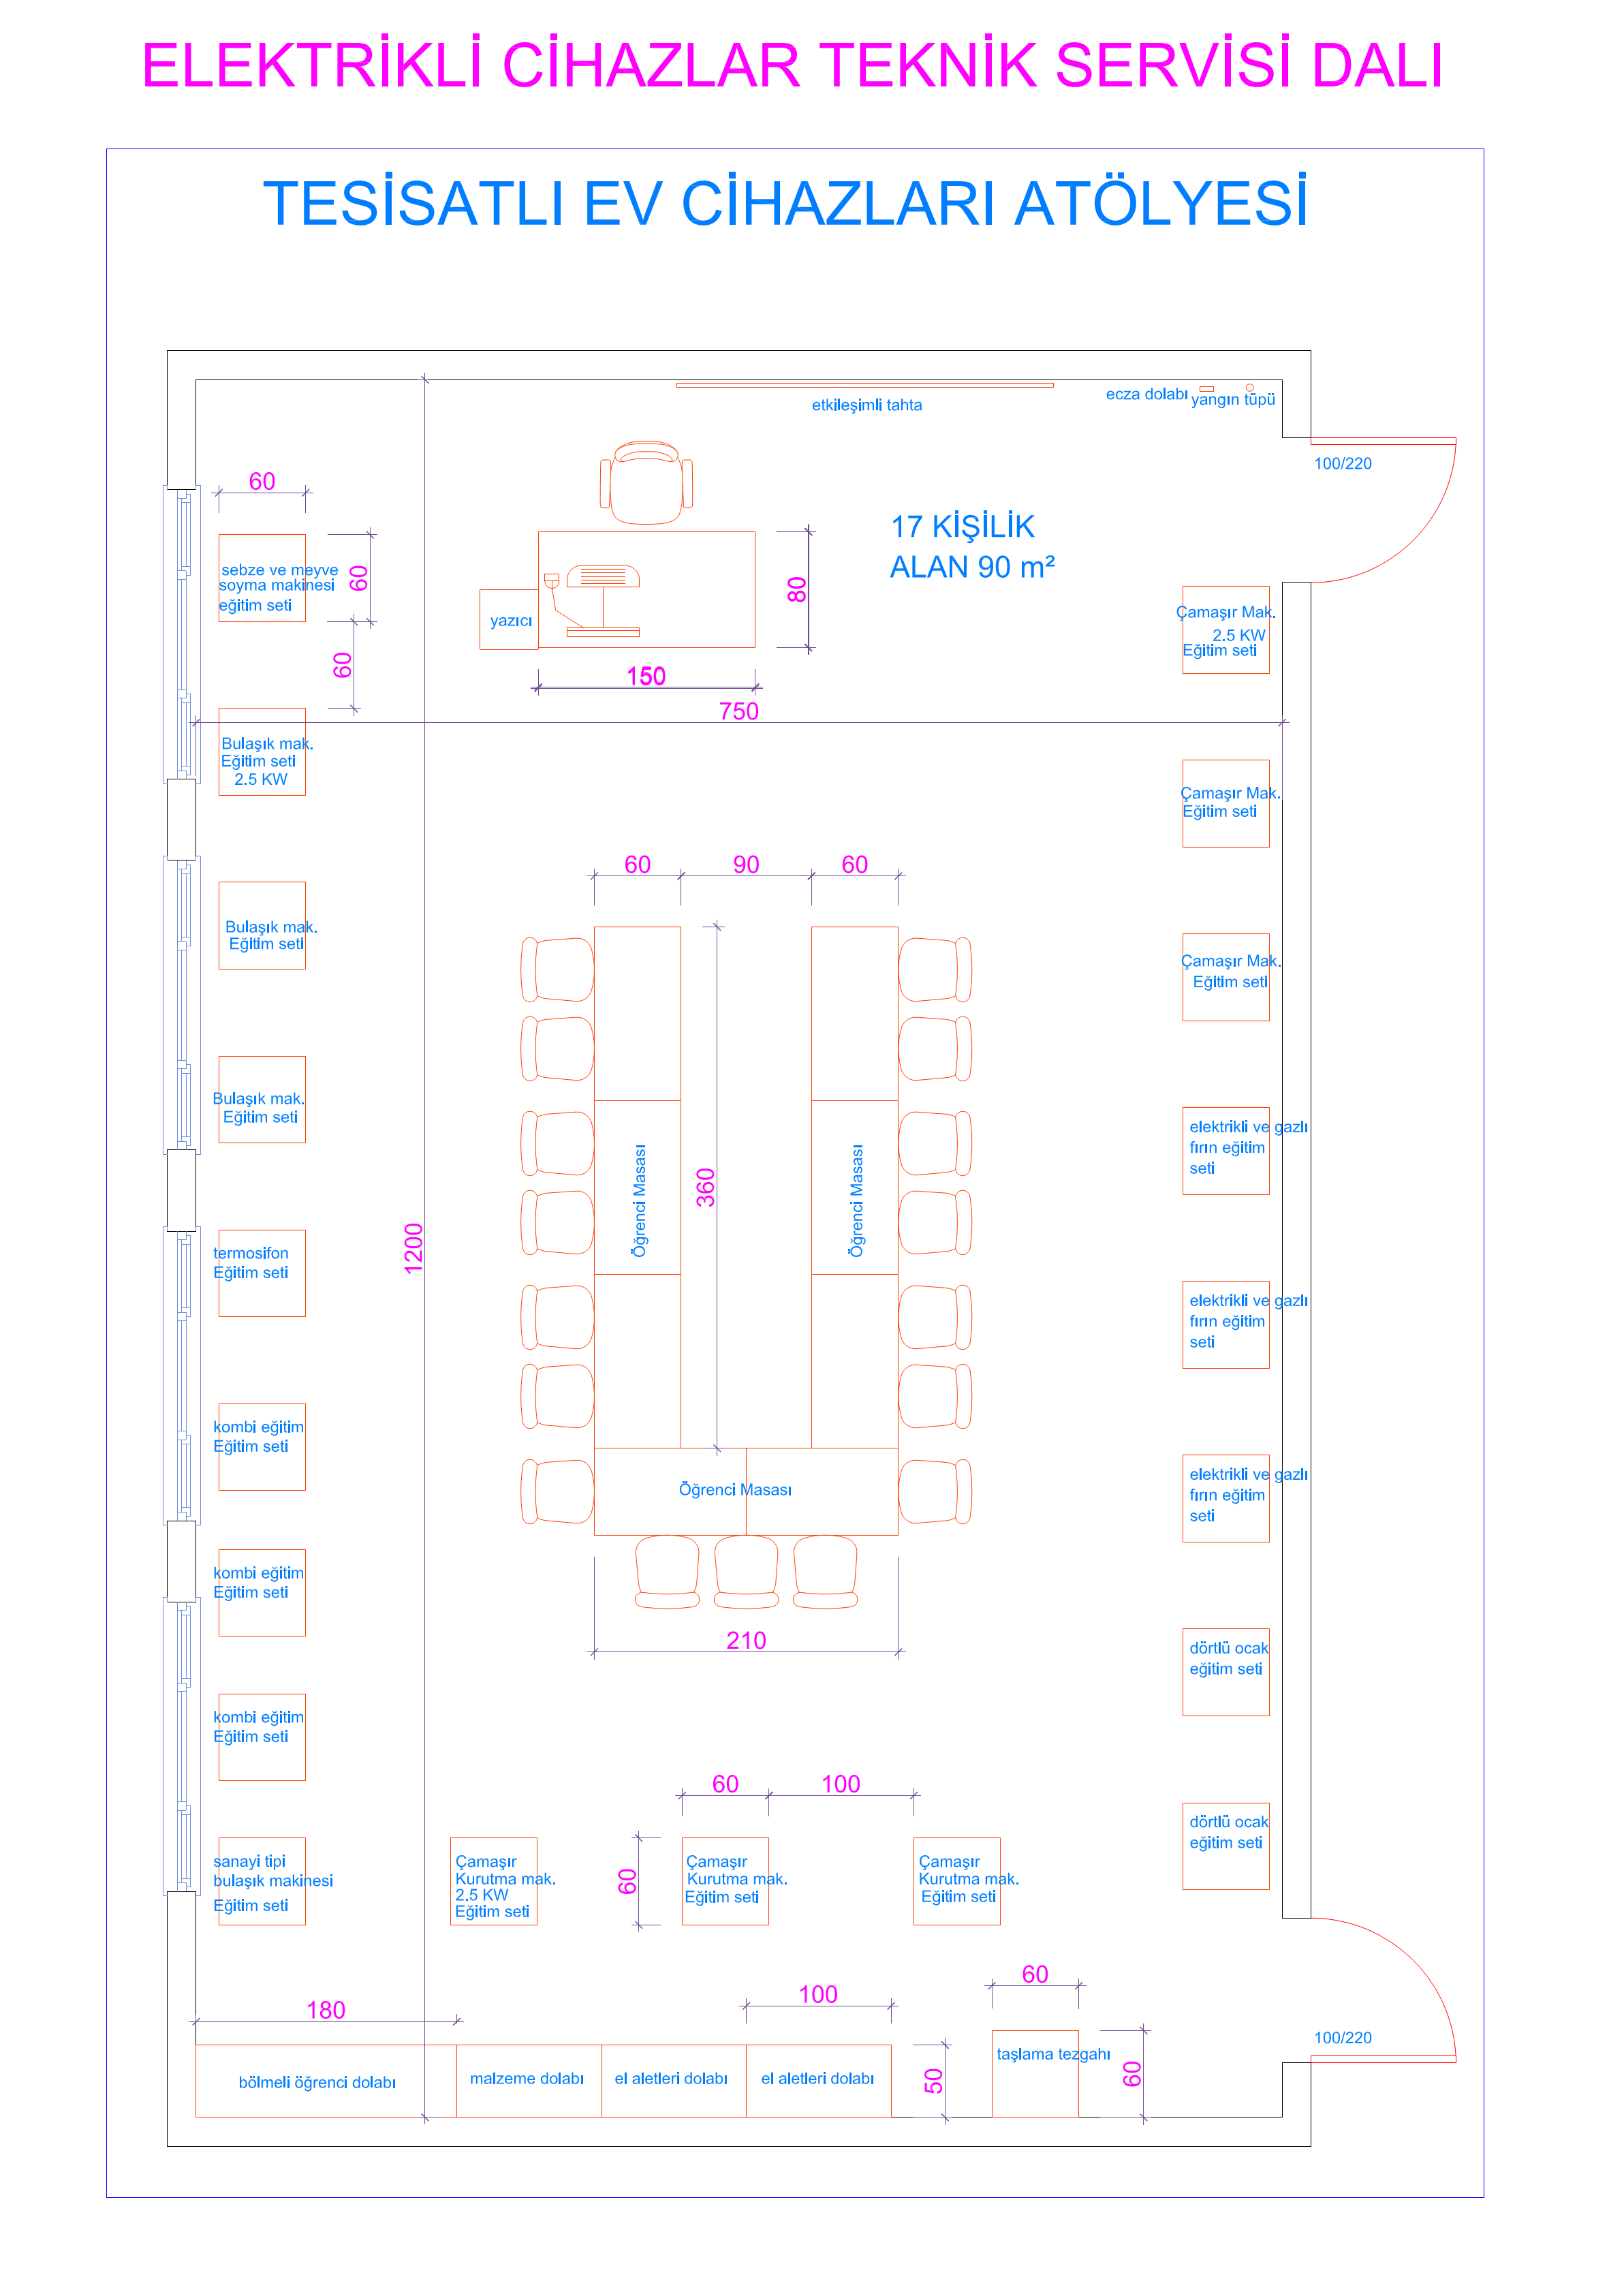 ELEKTRİKLİ CİHAZLAR TEKNİK SERVİSİ DALI
TESİSATLI EV CİHAZLARI ATÖLYESİ
etkileşimli tahta
ecza dolabı
yangın tüpü
100/220
60
sebze ve meyve
soyma makinesi
eğitim seti
60
60
yazıcı
80
150
17 KİŞİLİK
ALAN 90 m²
Çamaşır Mak.
2.5 KW
Eğitim seti
750
Bulaşık mak.
Eğitim seti
2.5 KW
Çamaşır Mak.
Eğitim seti
60
90
60
Bulaşık mak.
Eğitim seti
Çamaşır Mak.
Eğitim seti
Bulaşık mak.
Eğitim seti
elektrikli ve gazlı
fırın eğitim
seti
Öğrenci Masası
360
Öğrenci Masası
1200
termosifon
Eğitim seti
elektrikli ve gazlı
fırın eğitim
seti
kombi eğitim
Eğitim seti
Öğrenci Masası
elektrikli ve gazlı
fırın eğitim
seti
kombi eğitim
Eğitim seti
210
dörtlü ocak
eğitim seti
kombi eğitim
Eğitim seti
60
100
dörtlü ocak
eğitim seti
sanayi tipi
bulaşık makinesi
Eğitim seti
Çamaşır
Kurutma mak.
2.5 KW
Eğitim seti
60
Çamaşır
Kurutma mak.
Eğitim seti
Çamaşır
Kurutma mak.
Eğitim seti
180
100
60
100/220
bölmeli öğrenci dolabı
malzeme dolabı
el aletleri dolabı
el aletleri dolabı
50
taşlama tezgahı
60